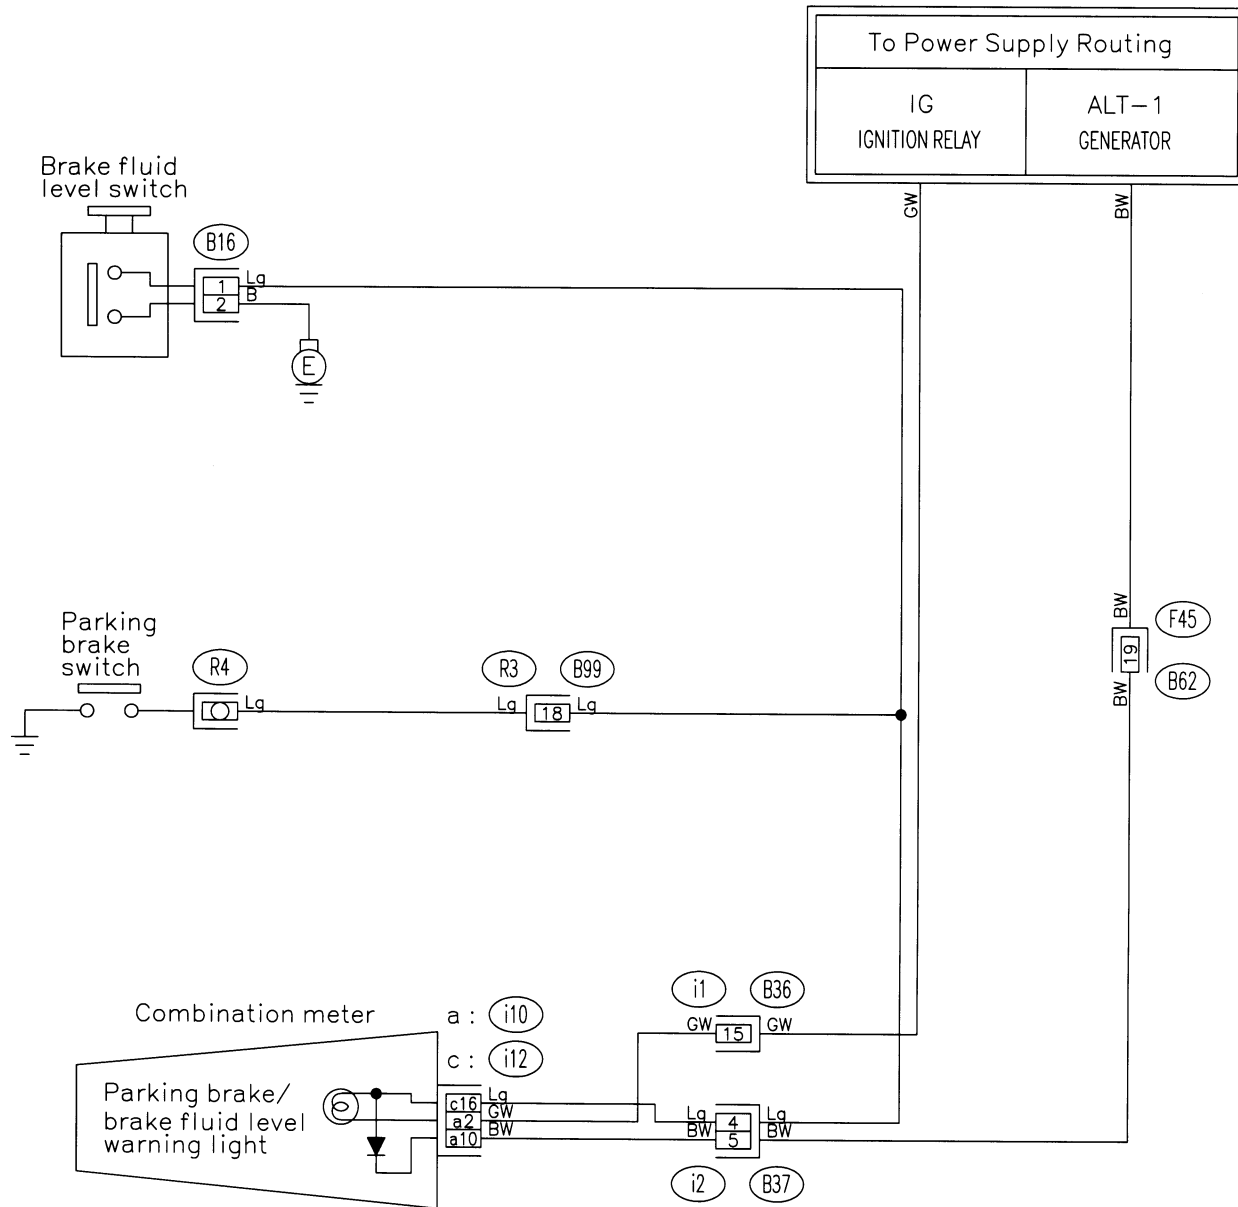 To Power Supply Routing
IG
IGNITION RELAY
ALT-1
GENERATOR
Brake fluid
level switch
B16
GW
BW
1
Lg
2
B
E
Parking
brake
switch
R4
Lg
R3
B99
Lg
18
Lg
BW
F45
19
B62
BW
Combination meter
a : i10
c : i12
i1
B36
GW
15
GW
Parking brake/
brake fluid level
warning light
c16
Lg
a2
GW
a10
BW
Lg
4
Lg
BW
5
BW
i2
B37